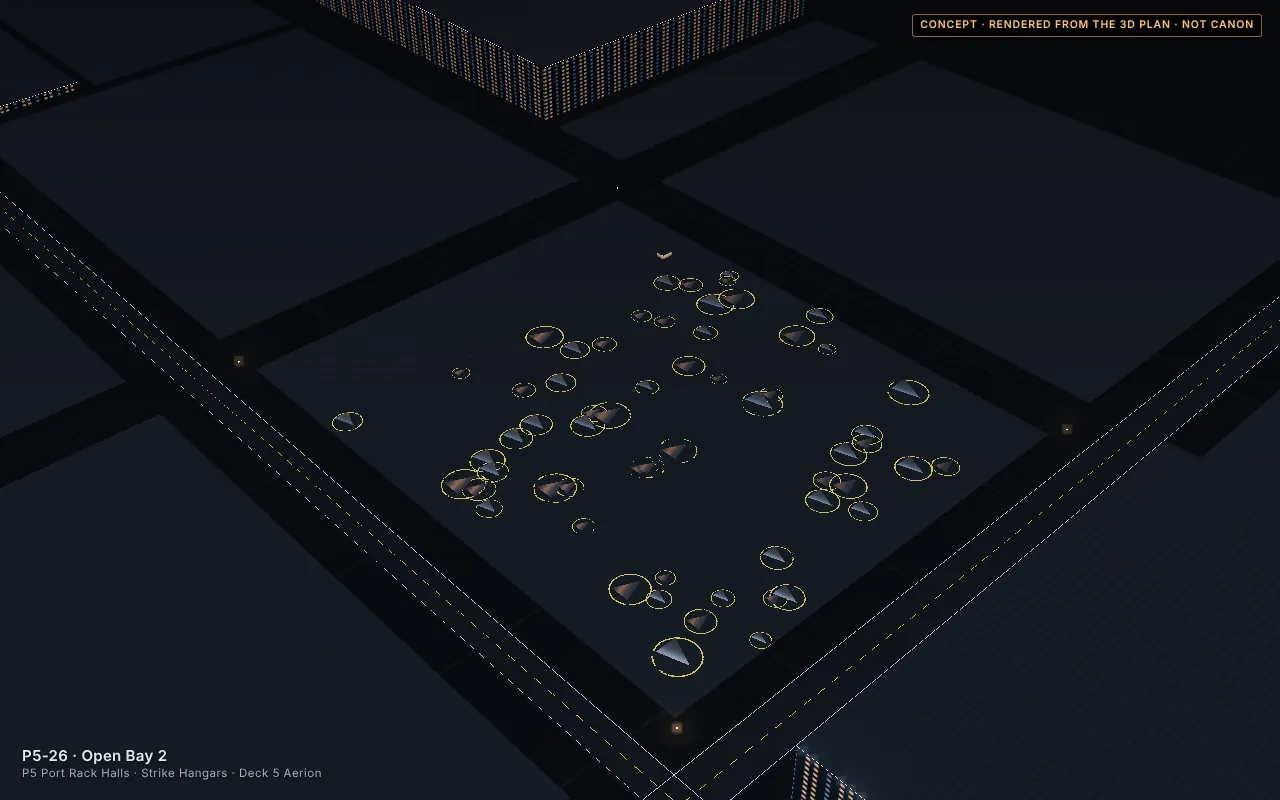 CONCEPT · RENDERED FROM THE 3D PLAN · NOT CANON
P5-26 · Open Bay 2
P5 Port Rack Halls · Strike Hangars · Deck 5 Aerion